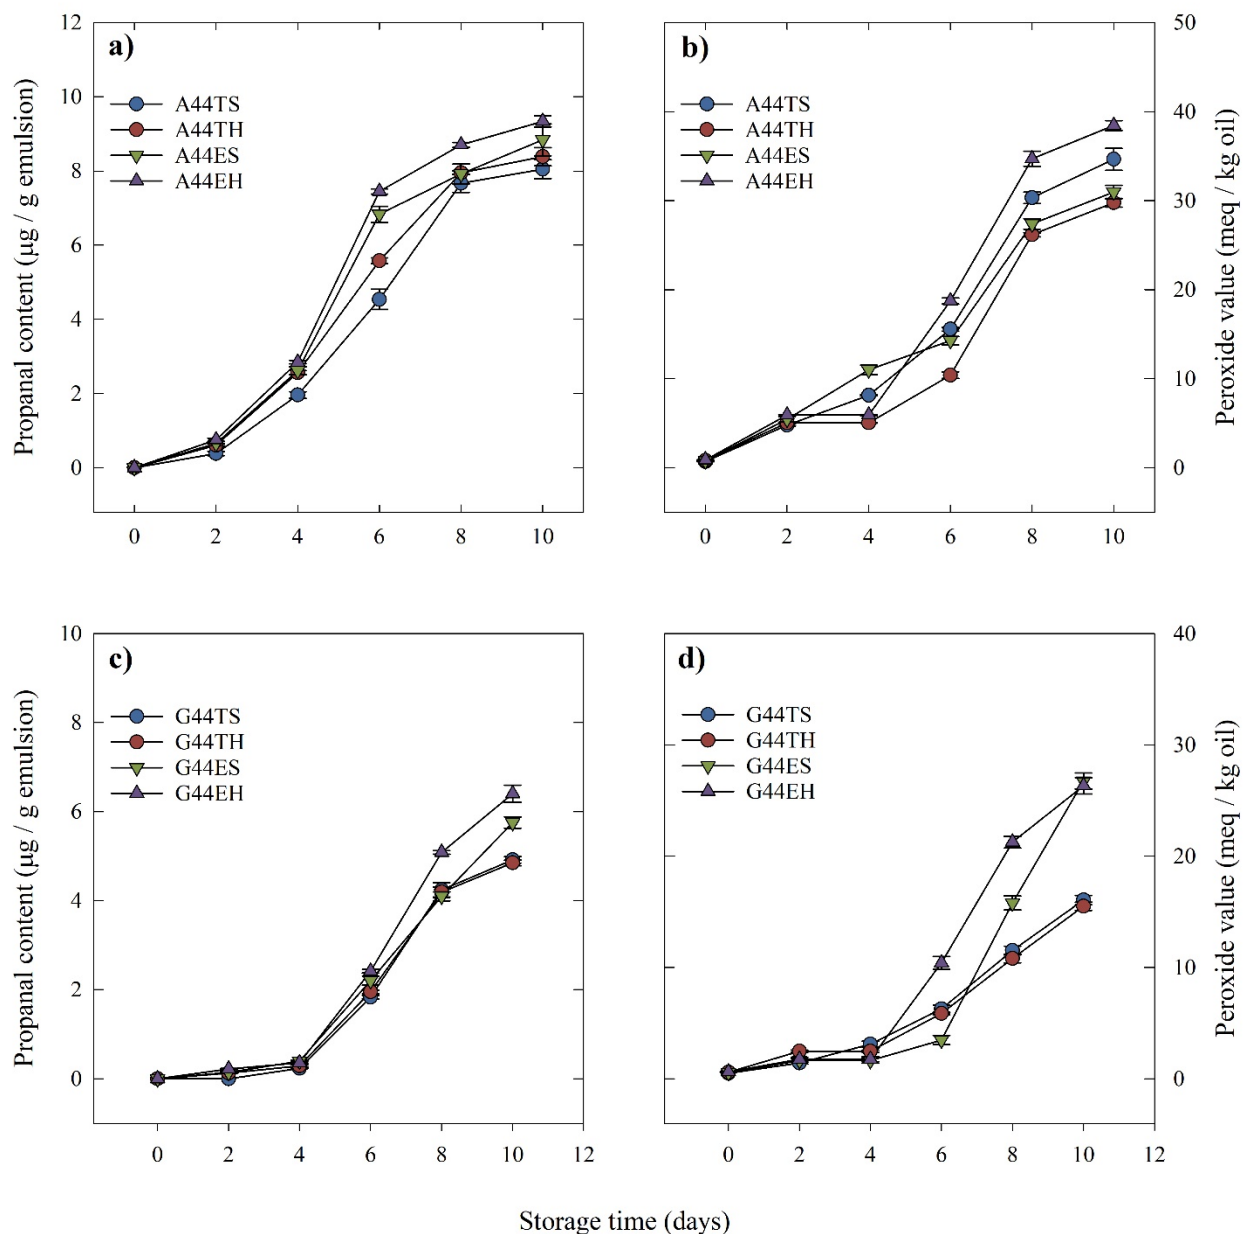 a)
12
10
8
6
4
2
0
Propanal content (µg / g emulsion)
A44TS
A44TH
A44ES
A44EH
0 2 4 6 8 10
b)
50
40
30
20
10
0
Peroxide value (meq / kg oil)
A44TS
A44TH
A44ES
A44EH
0 2 4 6 8 10
c)
10
8
6
4
2
0
Propanal content (µg / g emulsion)
G44TS
G44TH
G44ES
G44EH
0 2 4 6 8 10 12
d)
40
30
20
10
0
Peroxide value (meq / kg oil)
G44TS
G44TH
G44ES
G44EH
0 2 4 6 8 10 12
Storage time (days)